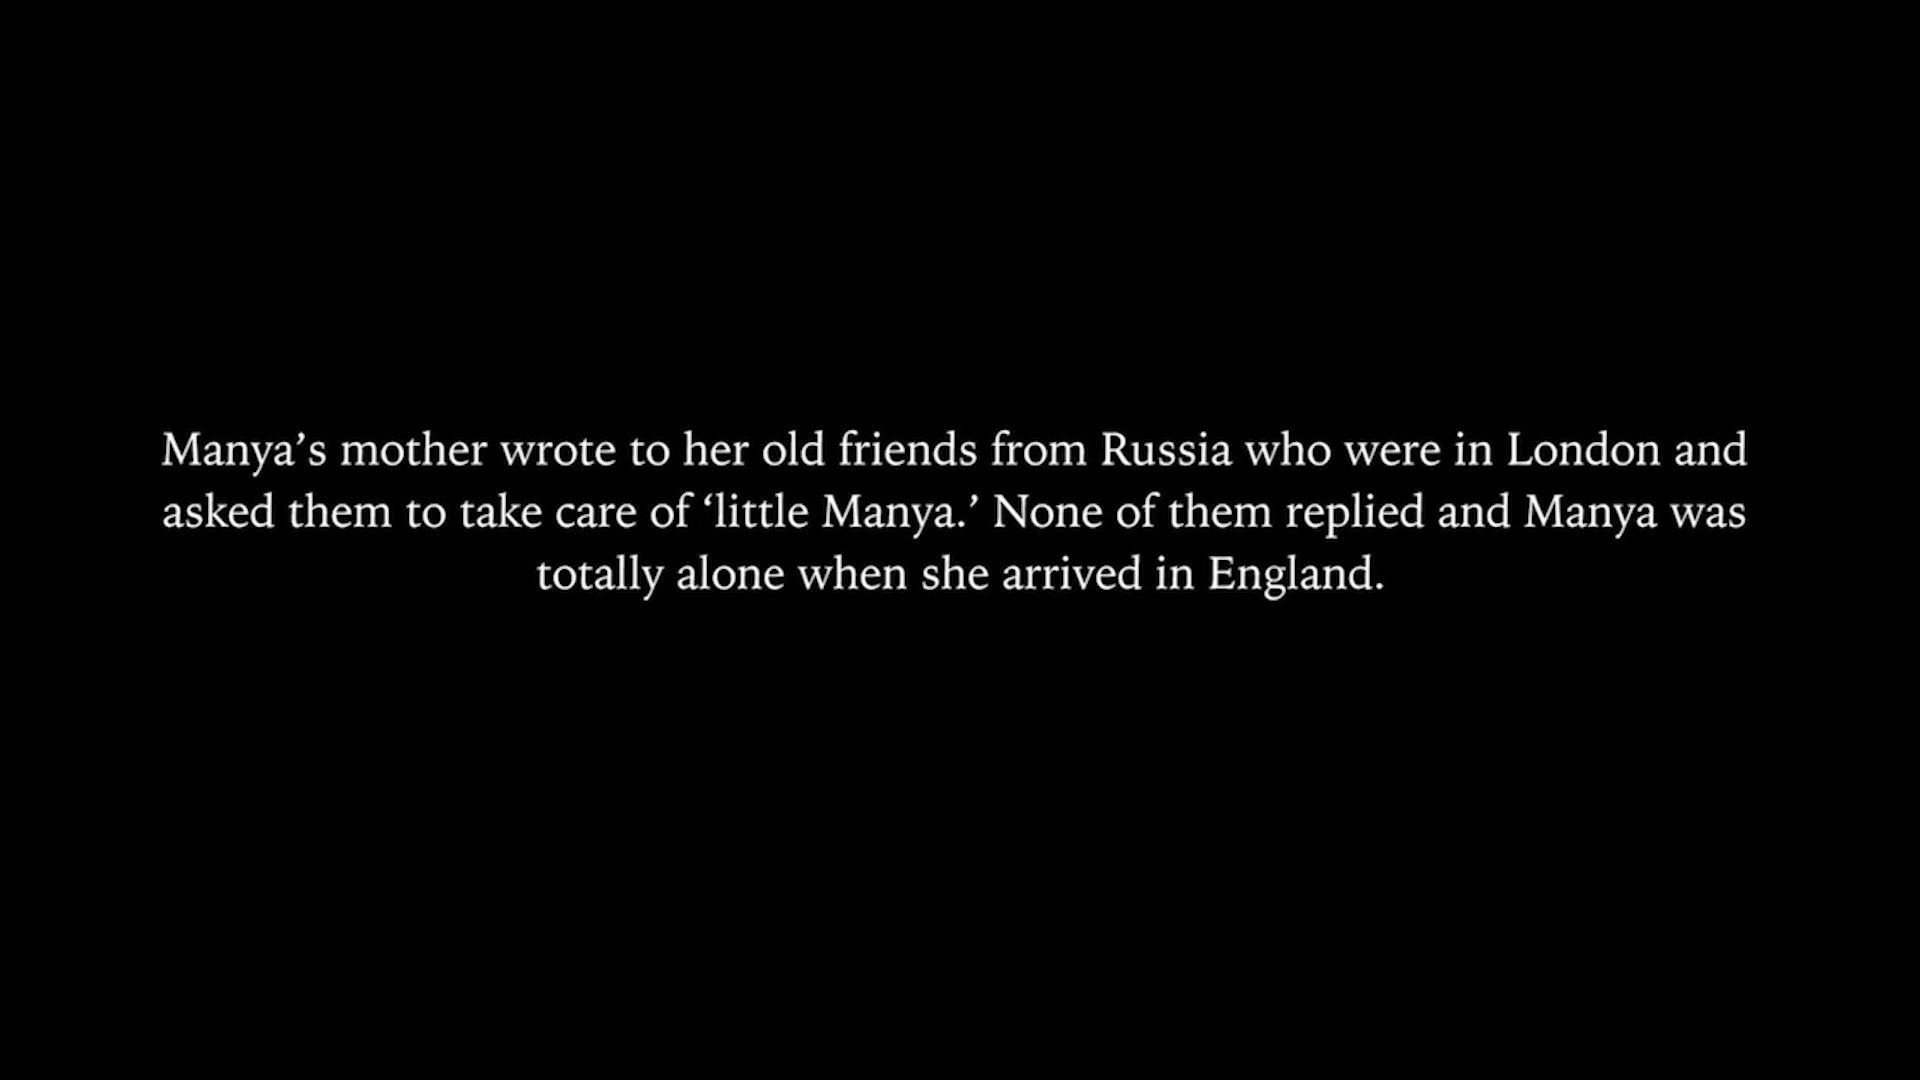 Manya’s mother wrote to her old friends from Russia who were in London and
asked them to take care of ‘little Manya.’ None of them replied and Manya was
totally alone when she arrived in England.